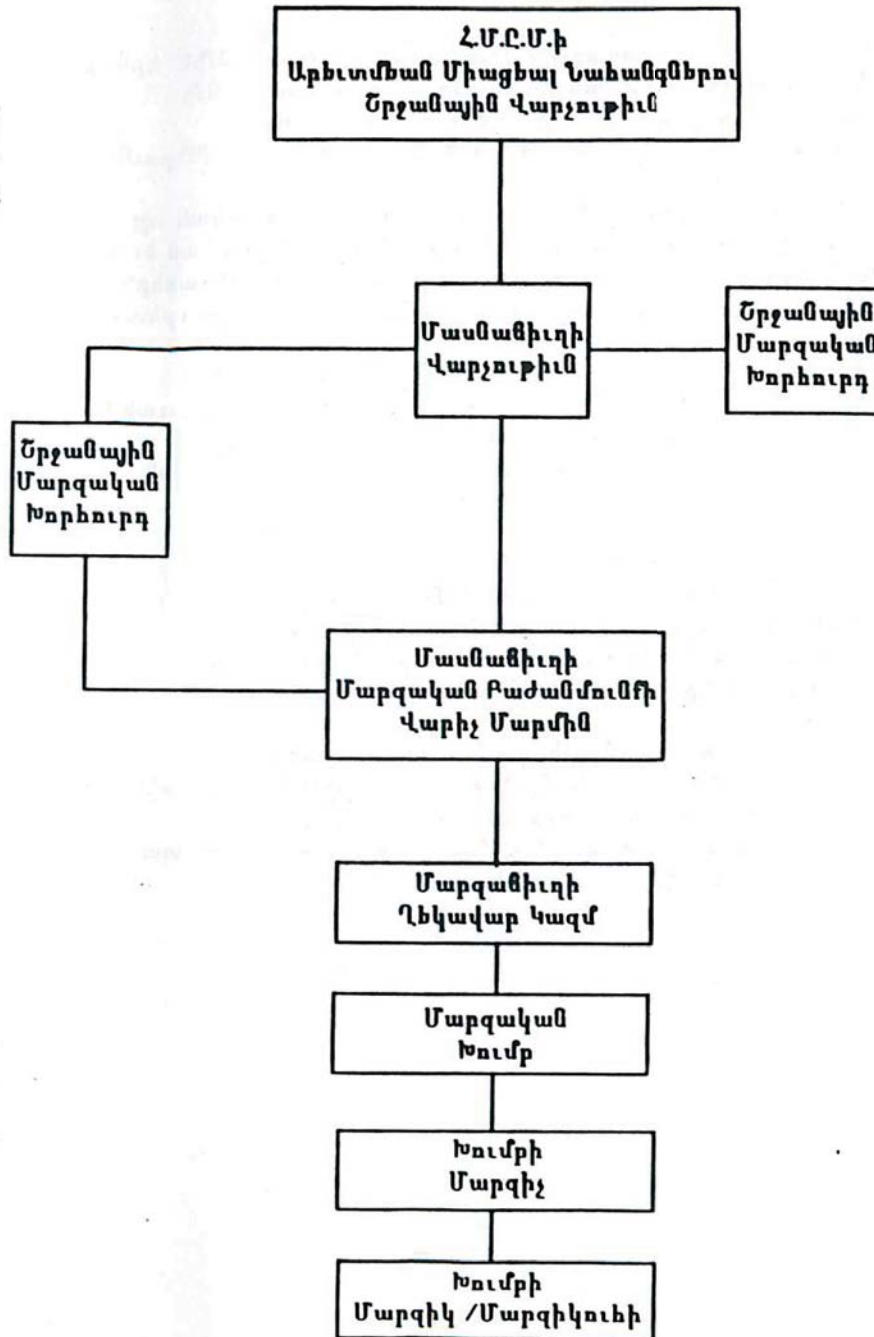 Հ.Մ.Ը.Մ.ի
Արեւտմեան Միացեալ Նահանգներու
Շրջանային Վարչութիւն
Մասնաճիւղի
Վարչութիւն
Շրջանային
Մարզական
Խորհուրդ
Շրջանային
Մարզական
Խորհուրդ
Մասնաճիւղի
Մարզական Բաժանմունքի
Վարիչ Մարմին
Մարզաճիւղի
Ղեկավար Կազմ
Մարզական
Խումբ
Խումբի
Մարզիչ
Խումբի
Մարզիկ /Մարզիկուհի